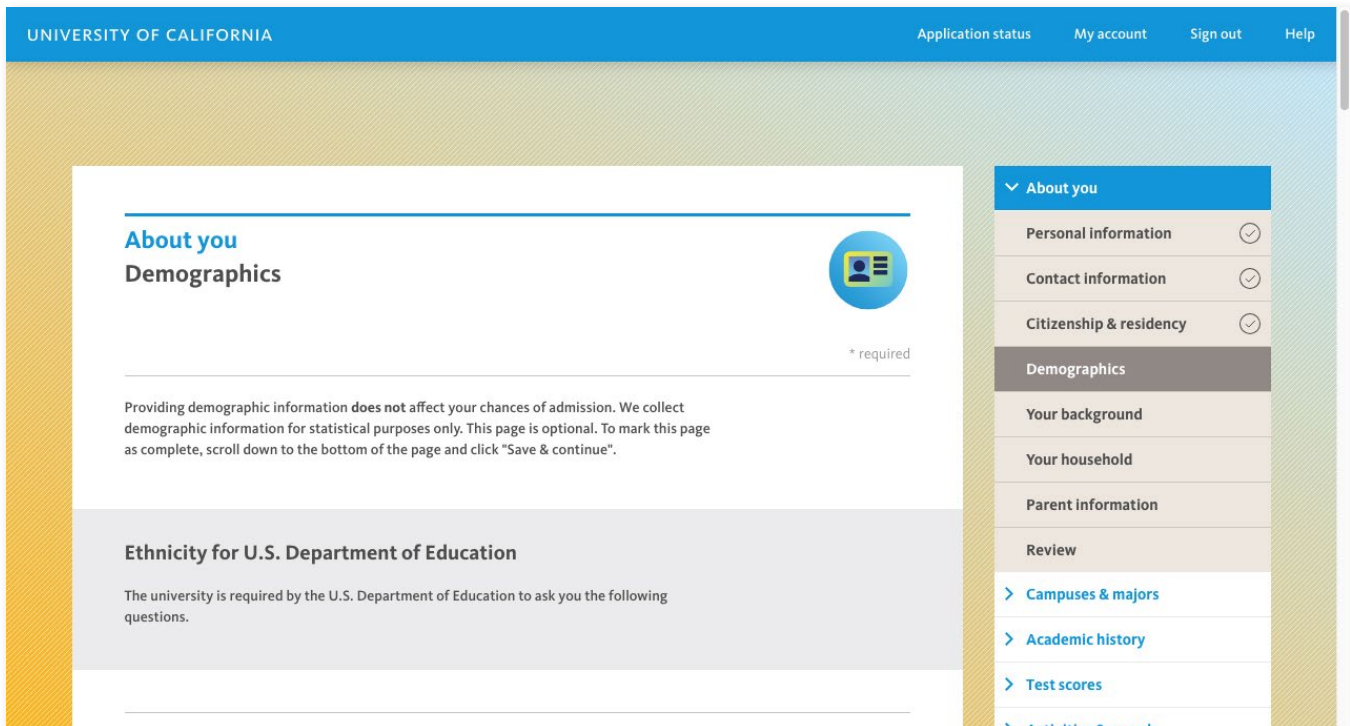 UNIVERSITY OF CALIFORNIA
Application status
My account
Sign out
Help
About you
Demographics
* required
Providing demographic information does not affect your chances of admission. We collect
demographic information for statistical purposes only. This page is optional. To mark this page
as complete, scroll down to the bottom of the page and click "Save & continue".
Ethnicity for U.S. Department of Education
The university is required by the U.S. Department of Education to ask you the following
questions.
About you
Personal information
Contact information
Citizenship & residency
Demographics
Your background
Your household
Parent information
Review
Campuses & majors
Academic history
Test scores